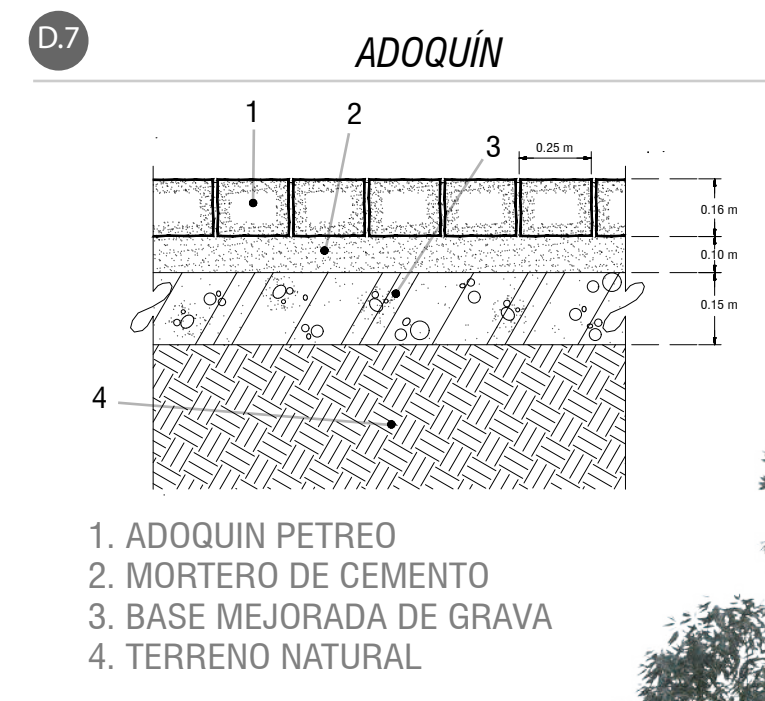 D.7
ADOQUÍN
1
2
3
0.25 m
0.16 m
0.10 m
0.15 m
4
1. ADOQUIN PETREO
2. MORTERO DE CEMENTO
3. BASE MEJORADA DE GRAVA
4. TERRENO NATURAL